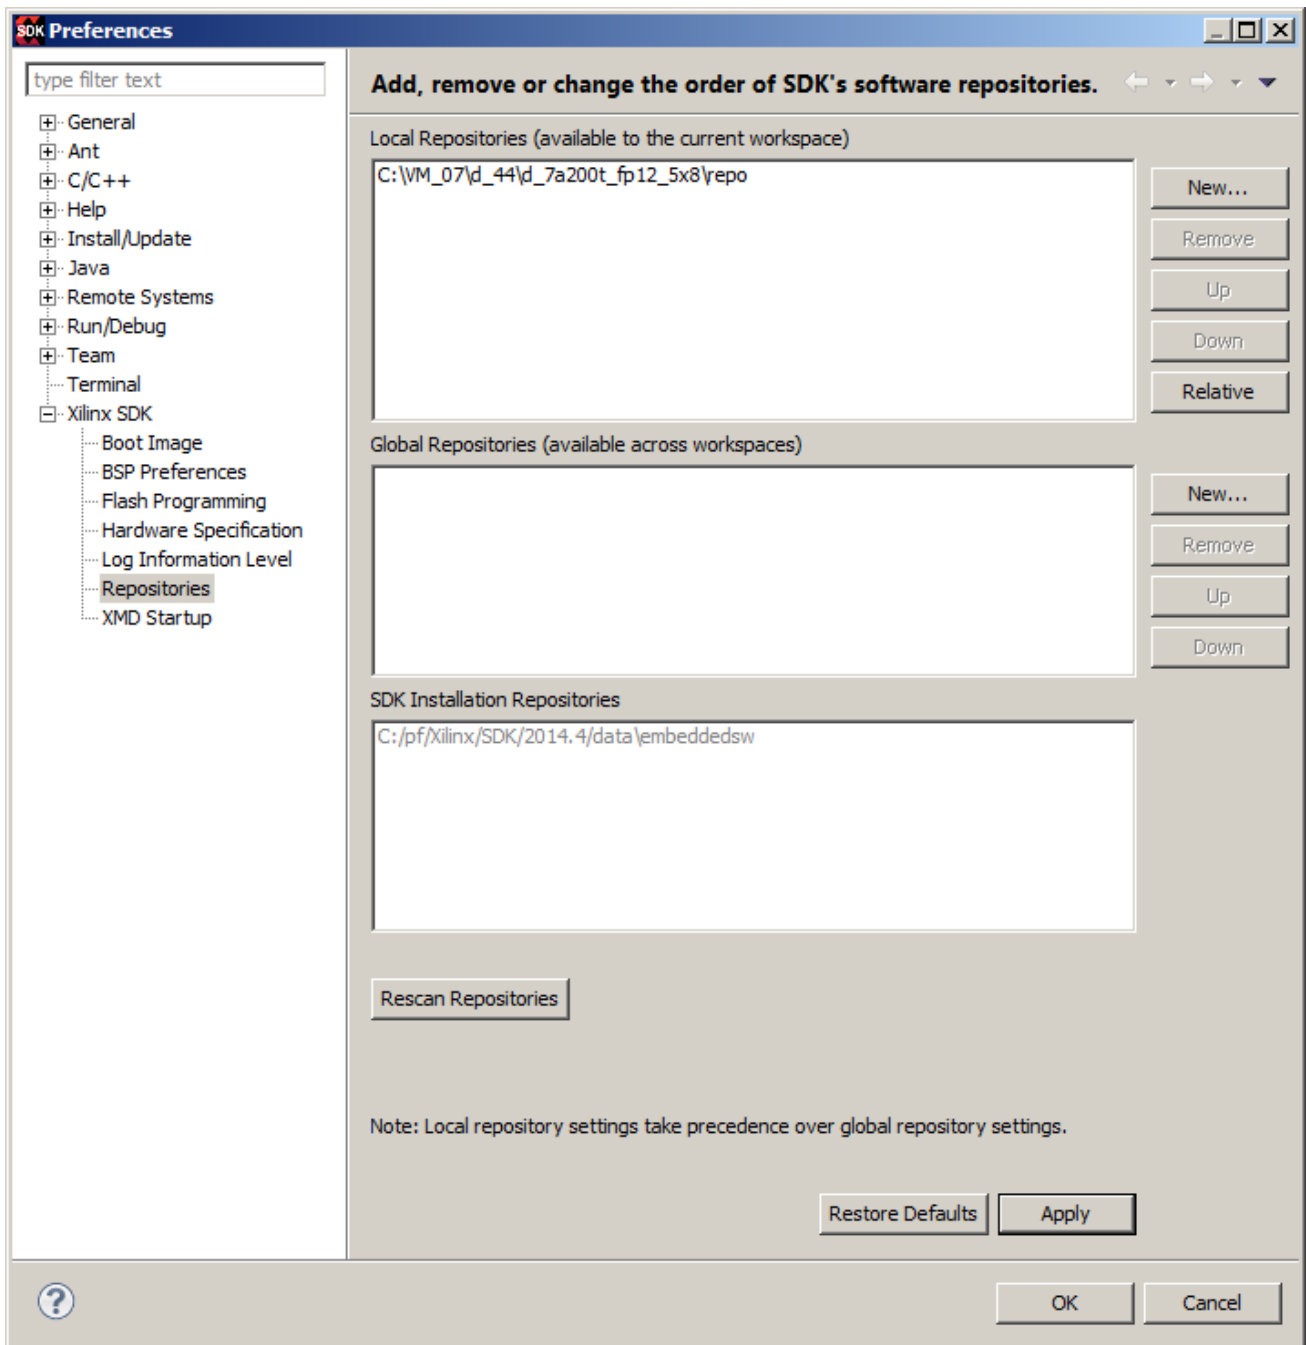 SDK Preferences
type filter text
General
Ant
C/C++
Help
Install/Update
Java
Remote Systems
Run/Debug
Team
Terminal
Xilinx SDK
Boot Image
BSP Preferences
Flash Programming
Hardware Specification
Log Information Level
Repositories
XMD Startup
Add, remove or change the order of SDK's software repositories.
Local Repositories (available to the current workspace)
C:\VM_07\d_44\d_7a200t_fp12_5x8\repo
New...
Remove
Up
Down
Relative
Global Repositories (available across workspaces)
New...
Remove
Up
Down
SDK Installation Repositories
C:/pf/Xilinx/SDK/2014.4/data\embeddedsw
Rescan Repositories
Note: Local repository settings take precedence over global repository settings.
Restore Defaults
Apply
?
OK
Cancel